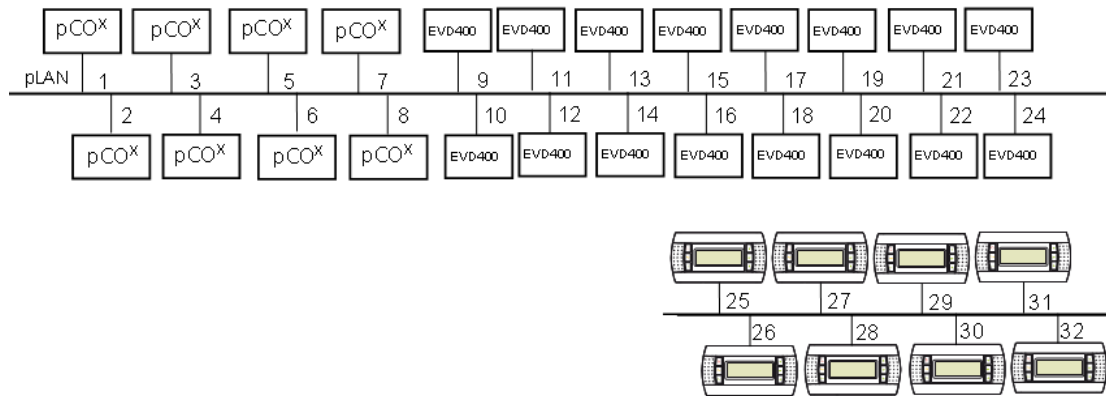 pCOX pCOX pCOX pCOX EVD400 EVD400 EVD400 EVD400 EVD400 EVD400 EVD400 EVD400
pLAN 1 3 5 7 9 11 13 15 17 19 21 23
2 4 6 8 10 12 14 16 18 20 22 24
pCOX pCOX pCOX pCOX EVD400 EVD400 EVD400 EVD400 EVD400 EVD400 EVD400 EVD400
25 27 29 31
26 28 30 32